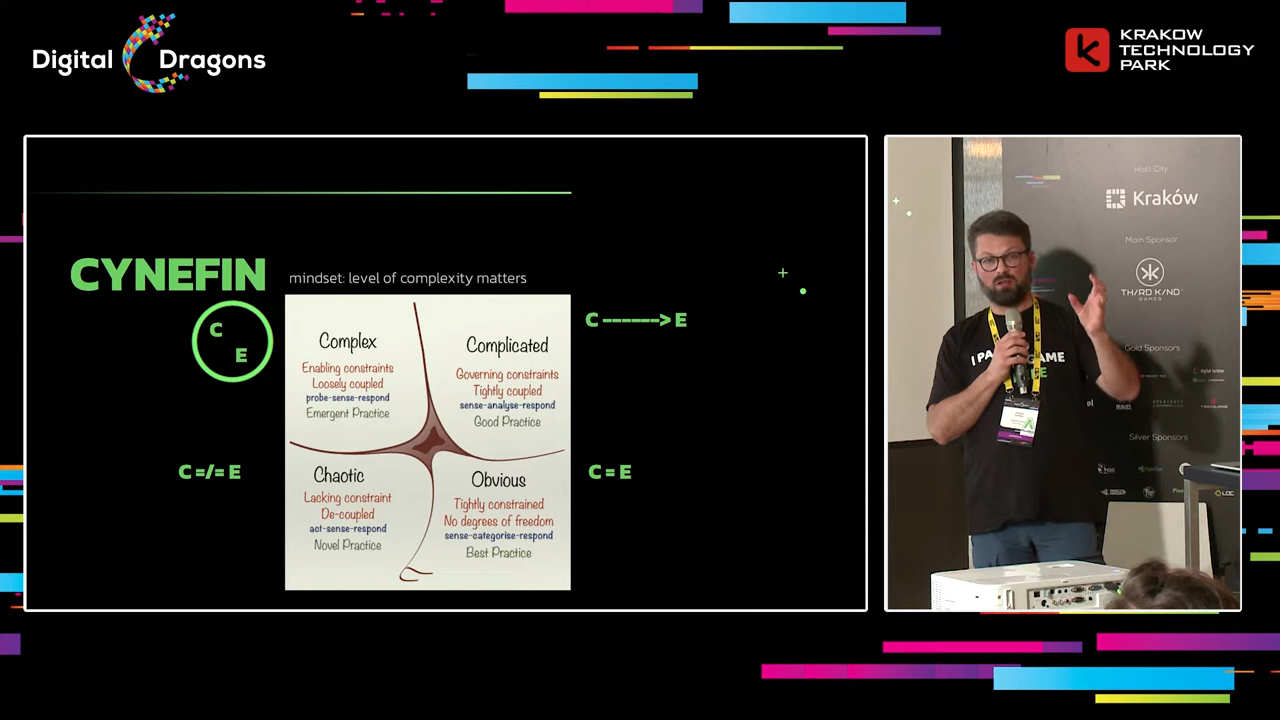 Digital Dragons
KRAKOW
TECHNOLOGY
PARK
CYNEFIN
mindset: level of complexity matters
C
E
C ------> E
C =/= E
C = E
Complex
Enabling constraints
Loosely coupled
probe-sense-respond
Emergent Practice
Complicated
Governing constraints
Tightly coupled
sense-analyse-respond
Good Practice
Chaotic
Lacking constraint
De-coupled
act-sense-respond
Novel Practice
Obvious
Tightly constrained
No degrees of freedom
sense-categorise-respond
Best Practice
Host City
Kraków
Main Sponsor
TH/RD K/ND
GAMES
Gold Sponsors
Silver Sponsors